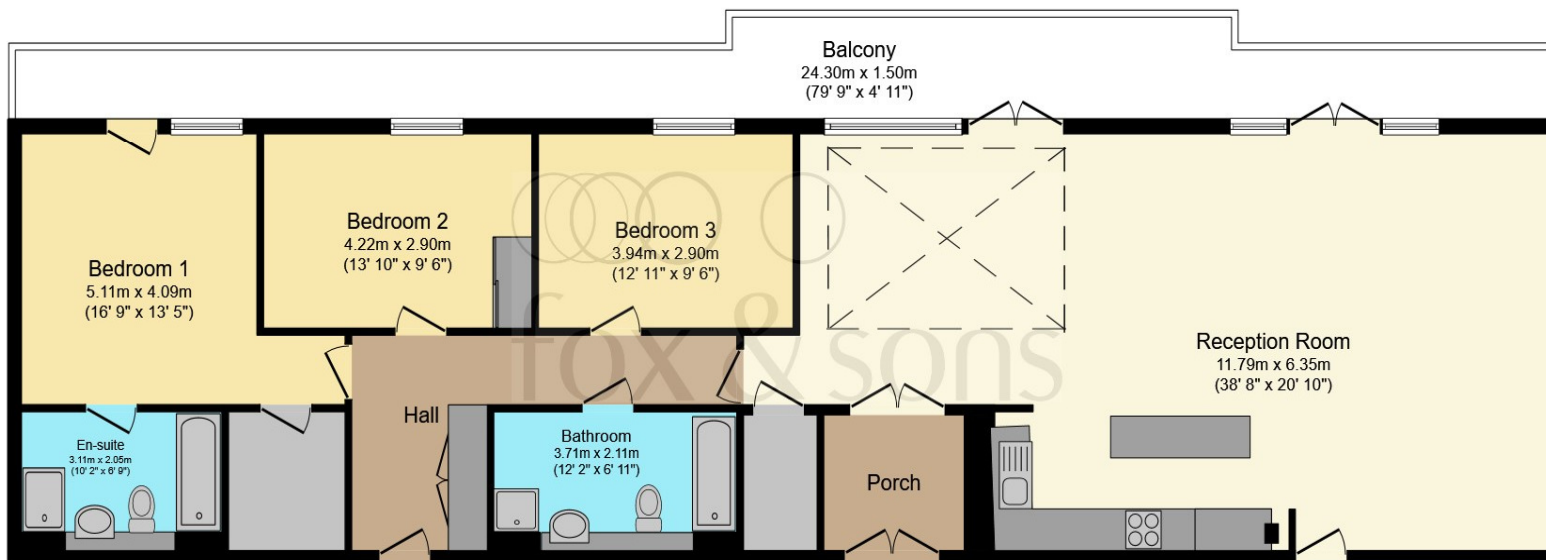 Balcony
24.30m x 1.50m
(79' 9" x 4' 11")
Bedroom 1
5.11m x 4.09m
(16' 9" x 13' 5")
Bedroom 2
4.22m x 2.90m
(13' 10" x 9' 6")
Bedroom 3
3.94m x 2.90m
(12' 11" x 9' 6")
fox & sons
Reception Room
11.79m x 6.35m
(38' 8" x 20' 10")
Hall
En-suite
3.11m x 2.05m
(10' 2" x 6' 9")
Bathroom
3.71m x 2.11m
(12' 2" x 6' 11")
Porch